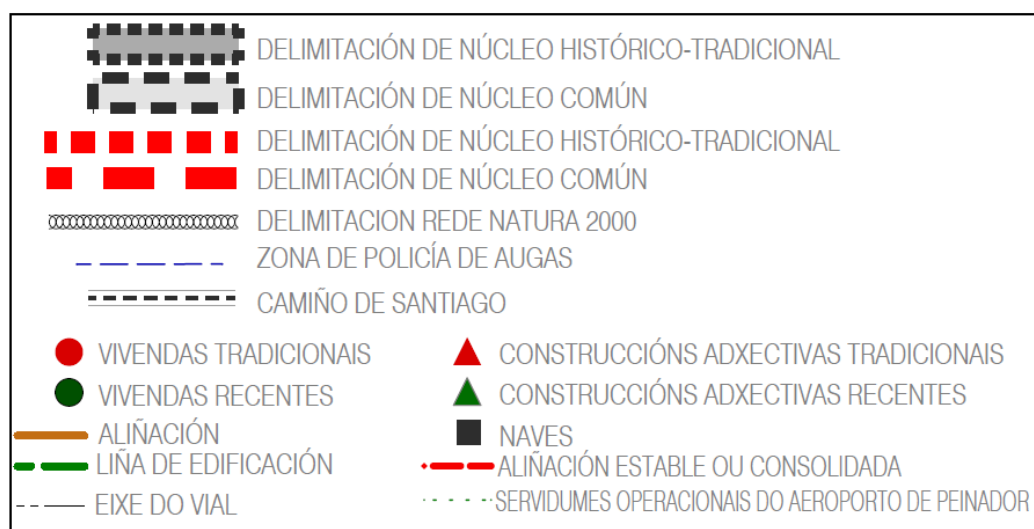 DELIMITACIÓN DE NÚCLEO HISTÓRICO-TRADICIONAL
DELIMITACIÓN DE NÚCLEO COMÚN
DELIMITACIÓN DE NÚCLEO HISTÓRICO-TRADICIONAL
DELIMITACIÓN DE NÚCLEO COMÚN
DELIMITACION REDE NATURA 2000
ZONA DE POLICÍA DE AUGAS
CAMIÑO DE SANTIAGO
VIVENDAS TRADICIONAIS
CONSTRUCCIÓNS ADXECTIVAS TRADICIONAIS
VIVENDAS RECENTES
CONSTRUCCIÓNS ADXECTIVAS RECENTES
ALIÑACIÓN
NAVES
LIÑA DE EDIFICACIÓN
ALIÑACIÓN ESTABLE OU CONSOLIDADA
EIXE DO VIAL
SERVIDUMES OPERACIONAIS DO AEROPORTO DE PEINADOR